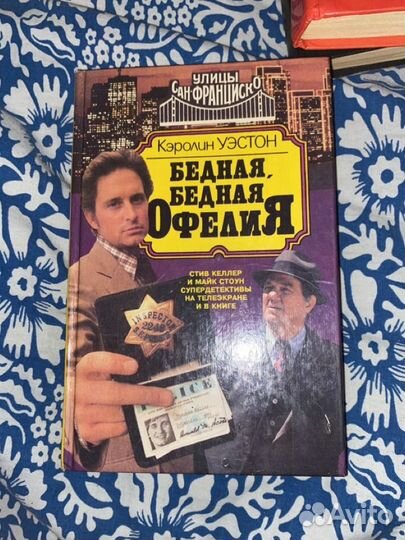 УЛИЦЫ
САН-ФРАНЦИСКО
Кэролин УЭСТОН
БЕДНАЯ,
БЕДНАЯ
ОФЕЛИЯ
СТИВ КЕЛЛЕР
И МАЙК СТОУН
СУПЕРДЕТЕКТИВЫ
НА ТЕЛЕЭКРАНЕ
И В КНИГЕ
INSPECTOR
POLICE
Avito